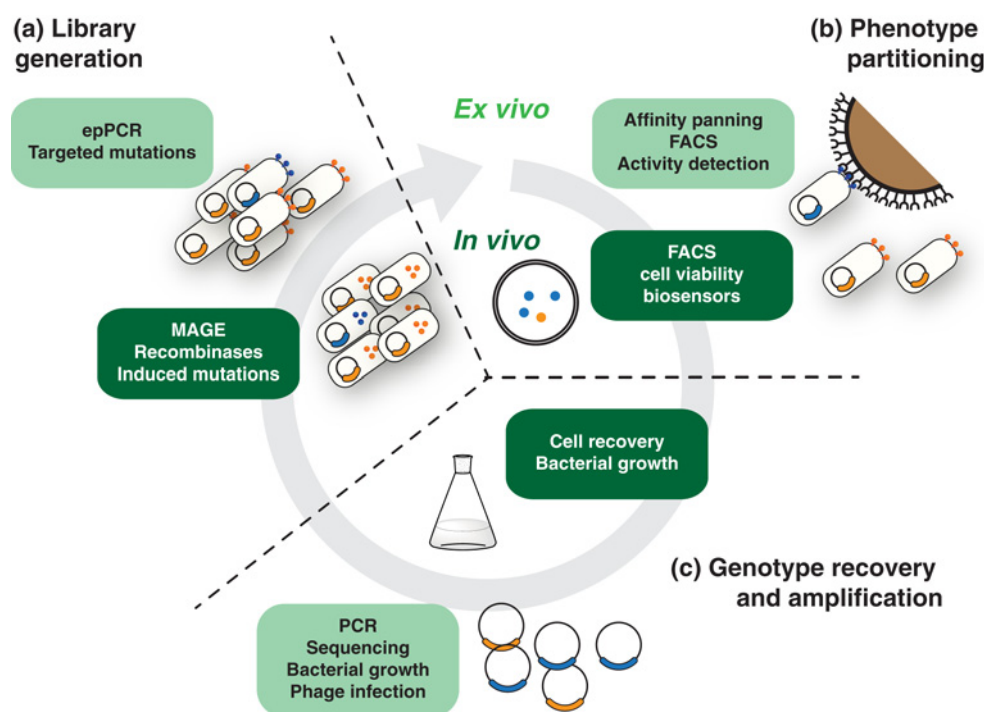 (a) Library
generation
epPCR
Targeted mutations
MAGE
Recombinases
Induced mutations
Ex vivo
In vivo
(b) Phenotype
partitioning
Affinity panning
FACS
Activity detection
FACS
cell viability
biosensors
Cell recovery
Bacterial growth
(c) Genotype recovery
and amplification
PCR
Sequencing
Bacterial growth
Phage infection